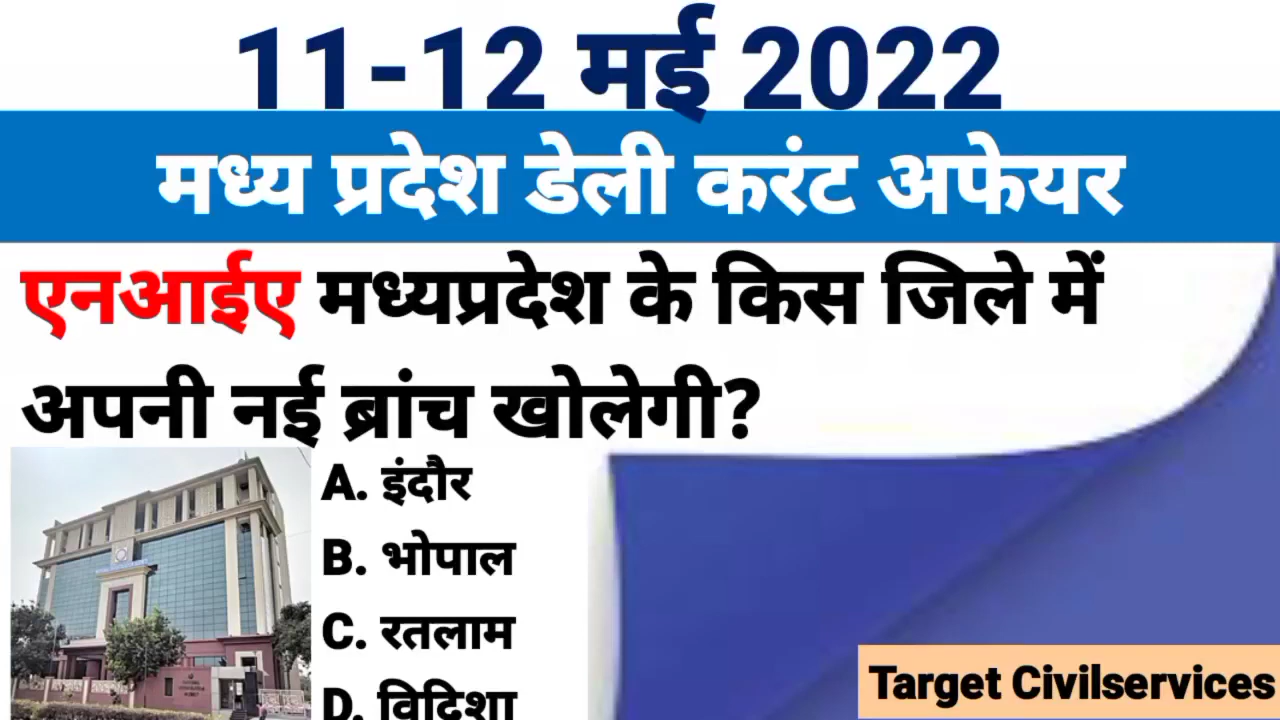 11-12 मई 2022
मध्य प्रदेश डेली करंट अफेयर
एनआईए मध्यप्रदेश के किस जिले में
अपनी नई ब्रांच खोलेगी?
A. इंदौर
B. भोपाल
C. रतलाम
D. विदिशा
Target Civilservices